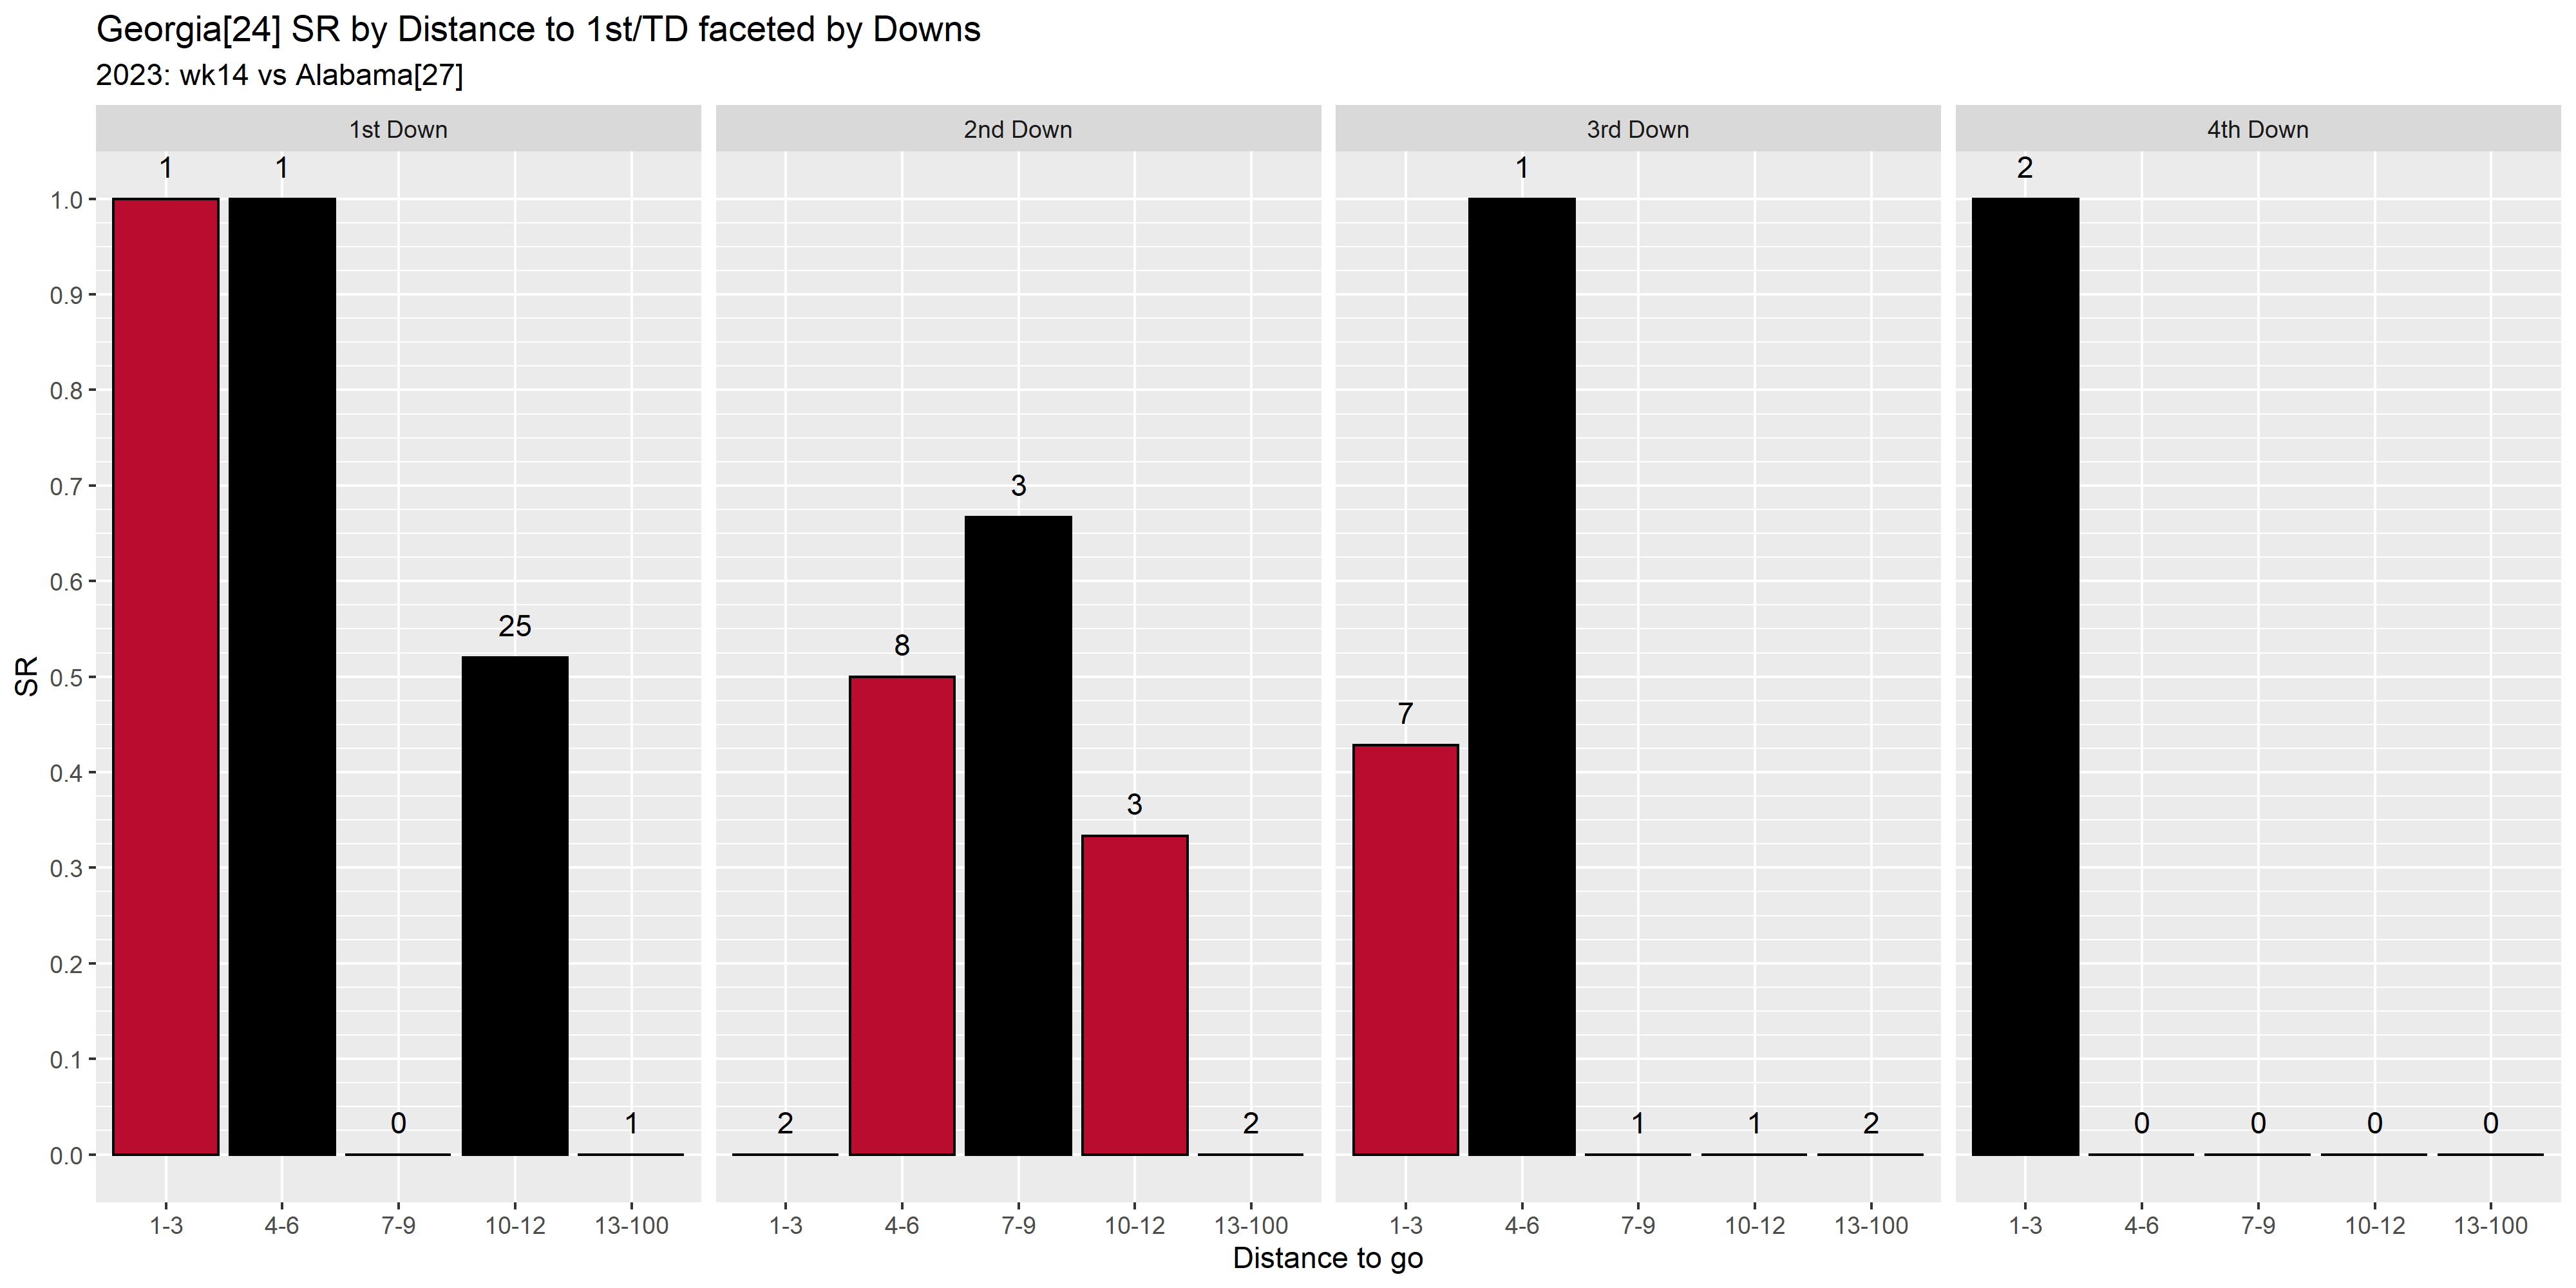 Georgia[24] SR by Distance to 1st/TD faceted by Downs
2023: wk14 vs Alabama[27]
1st Down
2nd Down
3rd Down
4th Down
1 1 0 25 1
2 8 3 3 2
7 1 1 1 2
2 0 0 0 0
1.0
0.9
0.8
0.7
0.6
0.5
0.4
0.3
0.2
0.1
0.0
SR
1-3 4-6 7-9 10-12 13-100
1-3 4-6 7-9 10-12 13-100
1-3 4-6 7-9 10-12 13-100
1-3 4-6 7-9 10-12 13-100
Distance to go